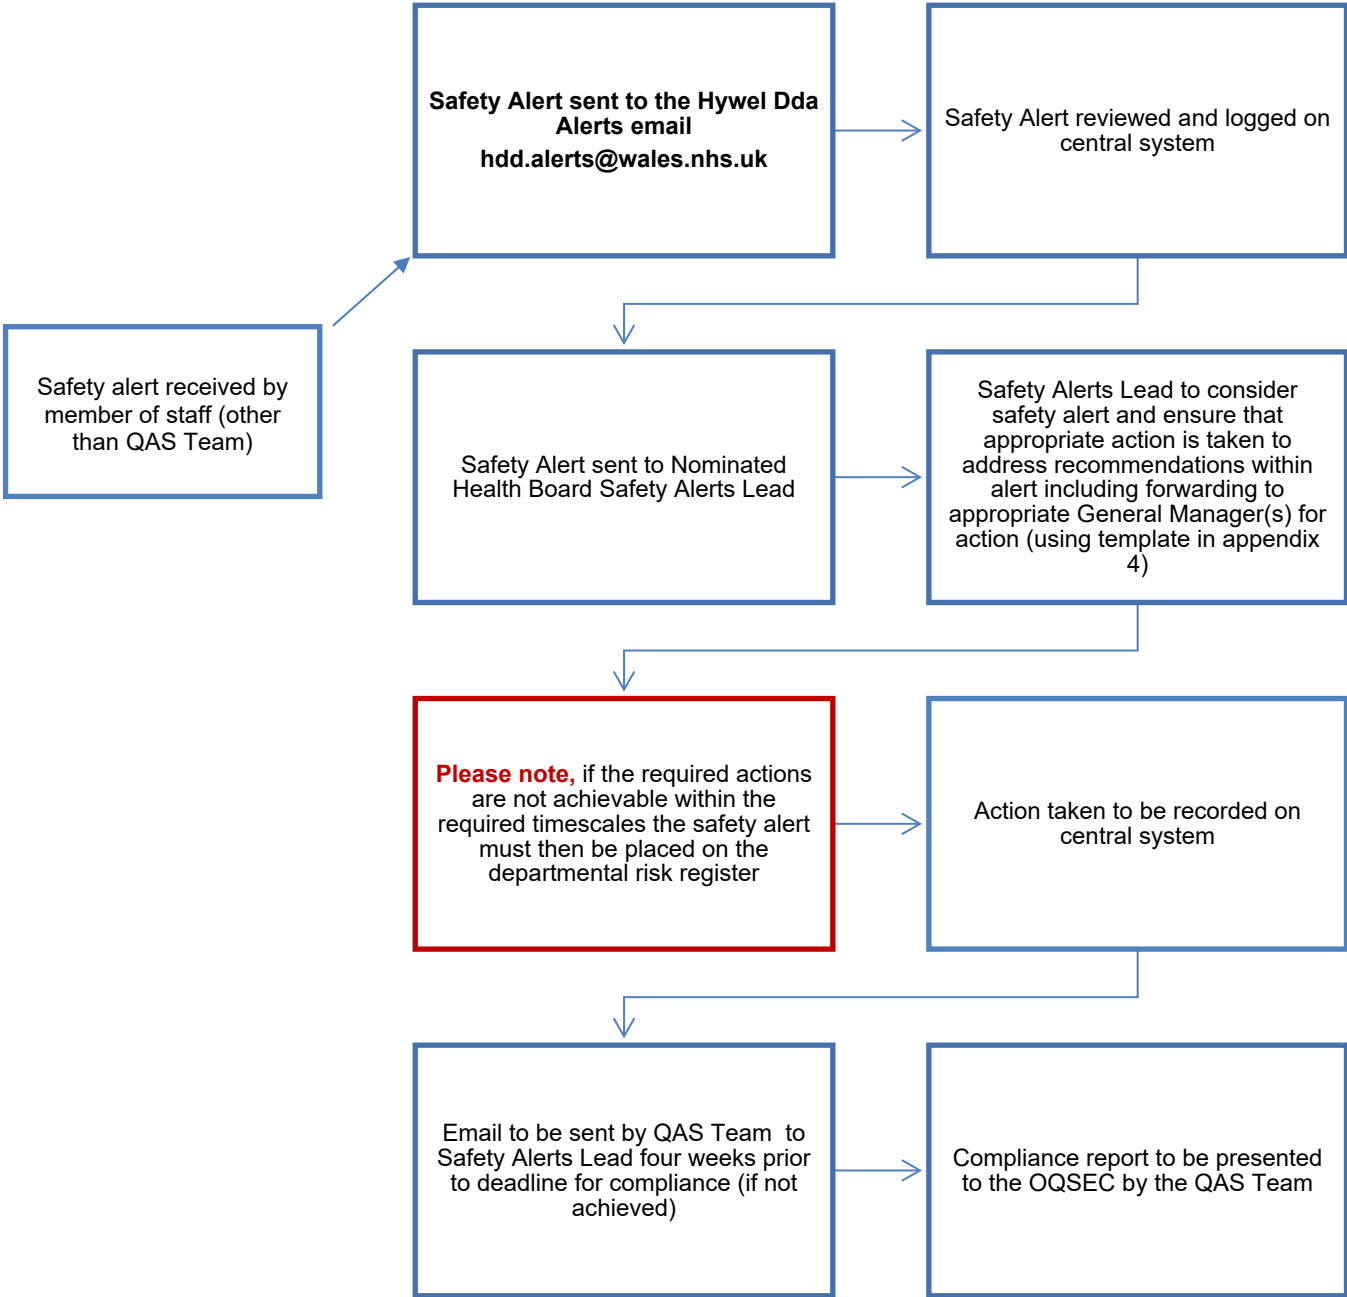 Safety Alert sent to the Hywel Dda
Alerts email
hdd.alerts@wales.nhs.uk
Safety Alert reviewed and logged on
central system
Safety alert received by
member of staff (other
than QAS Team)
Safety Alert sent to Nominated
Health Board Safety Alerts Lead
Safety Alerts Lead to consider
safety alert and ensure that
appropriate action is taken to
address recommendations within
alert including forwarding to
appropriate General Manager(s) for
action (using template in appendix
4)
Please note, if the required actions
are not achievable within the
required timescales the safety alert
must then be placed on the
departmental risk register
Action taken to be recorded on
central system
Email to be sent by QAS Team  to
Safety Alerts Lead four weeks prior
to deadline for compliance (if not
achieved)
Compliance report to be presented
to the OQSEC by the QAS Team